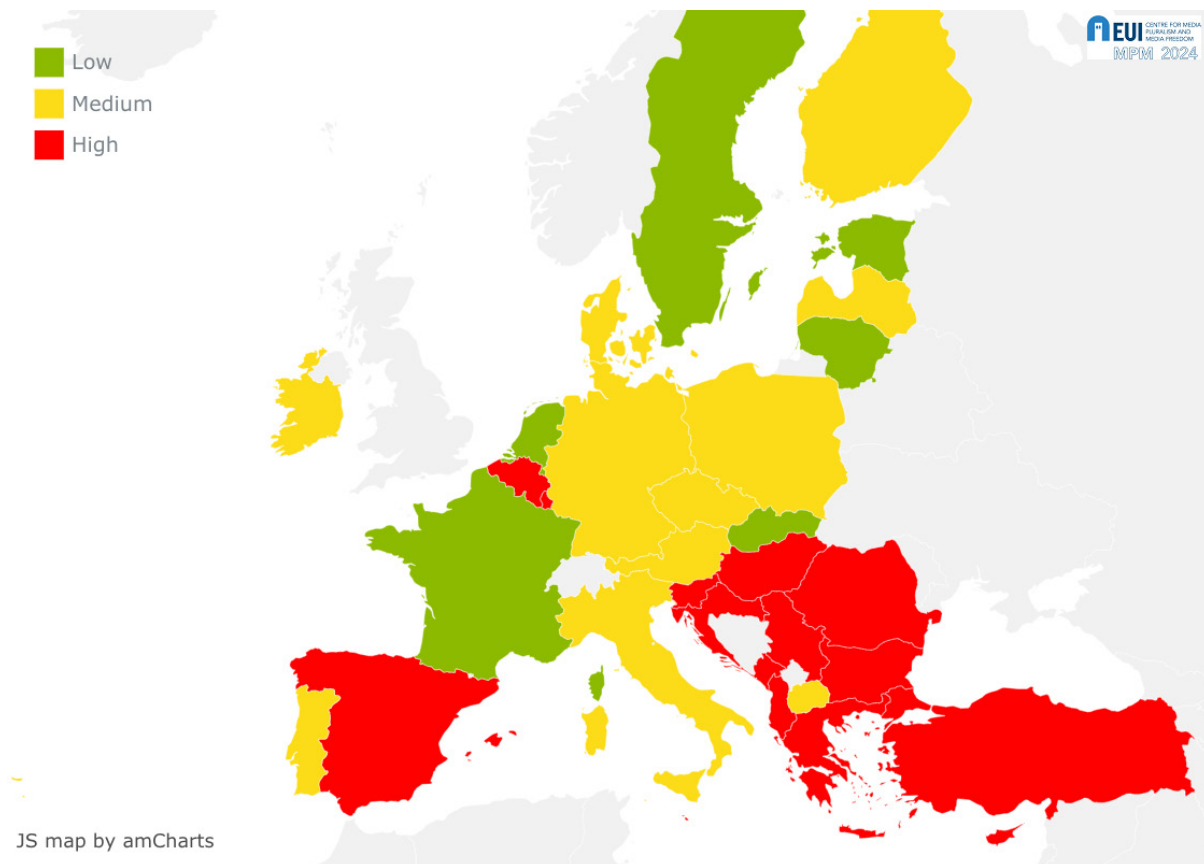 Low
Medium
High
EUI
CENTRE FOR MEDIA
PLURALISM AND
MEDIA FREEDOM
MPM 2024
JS map by amCharts